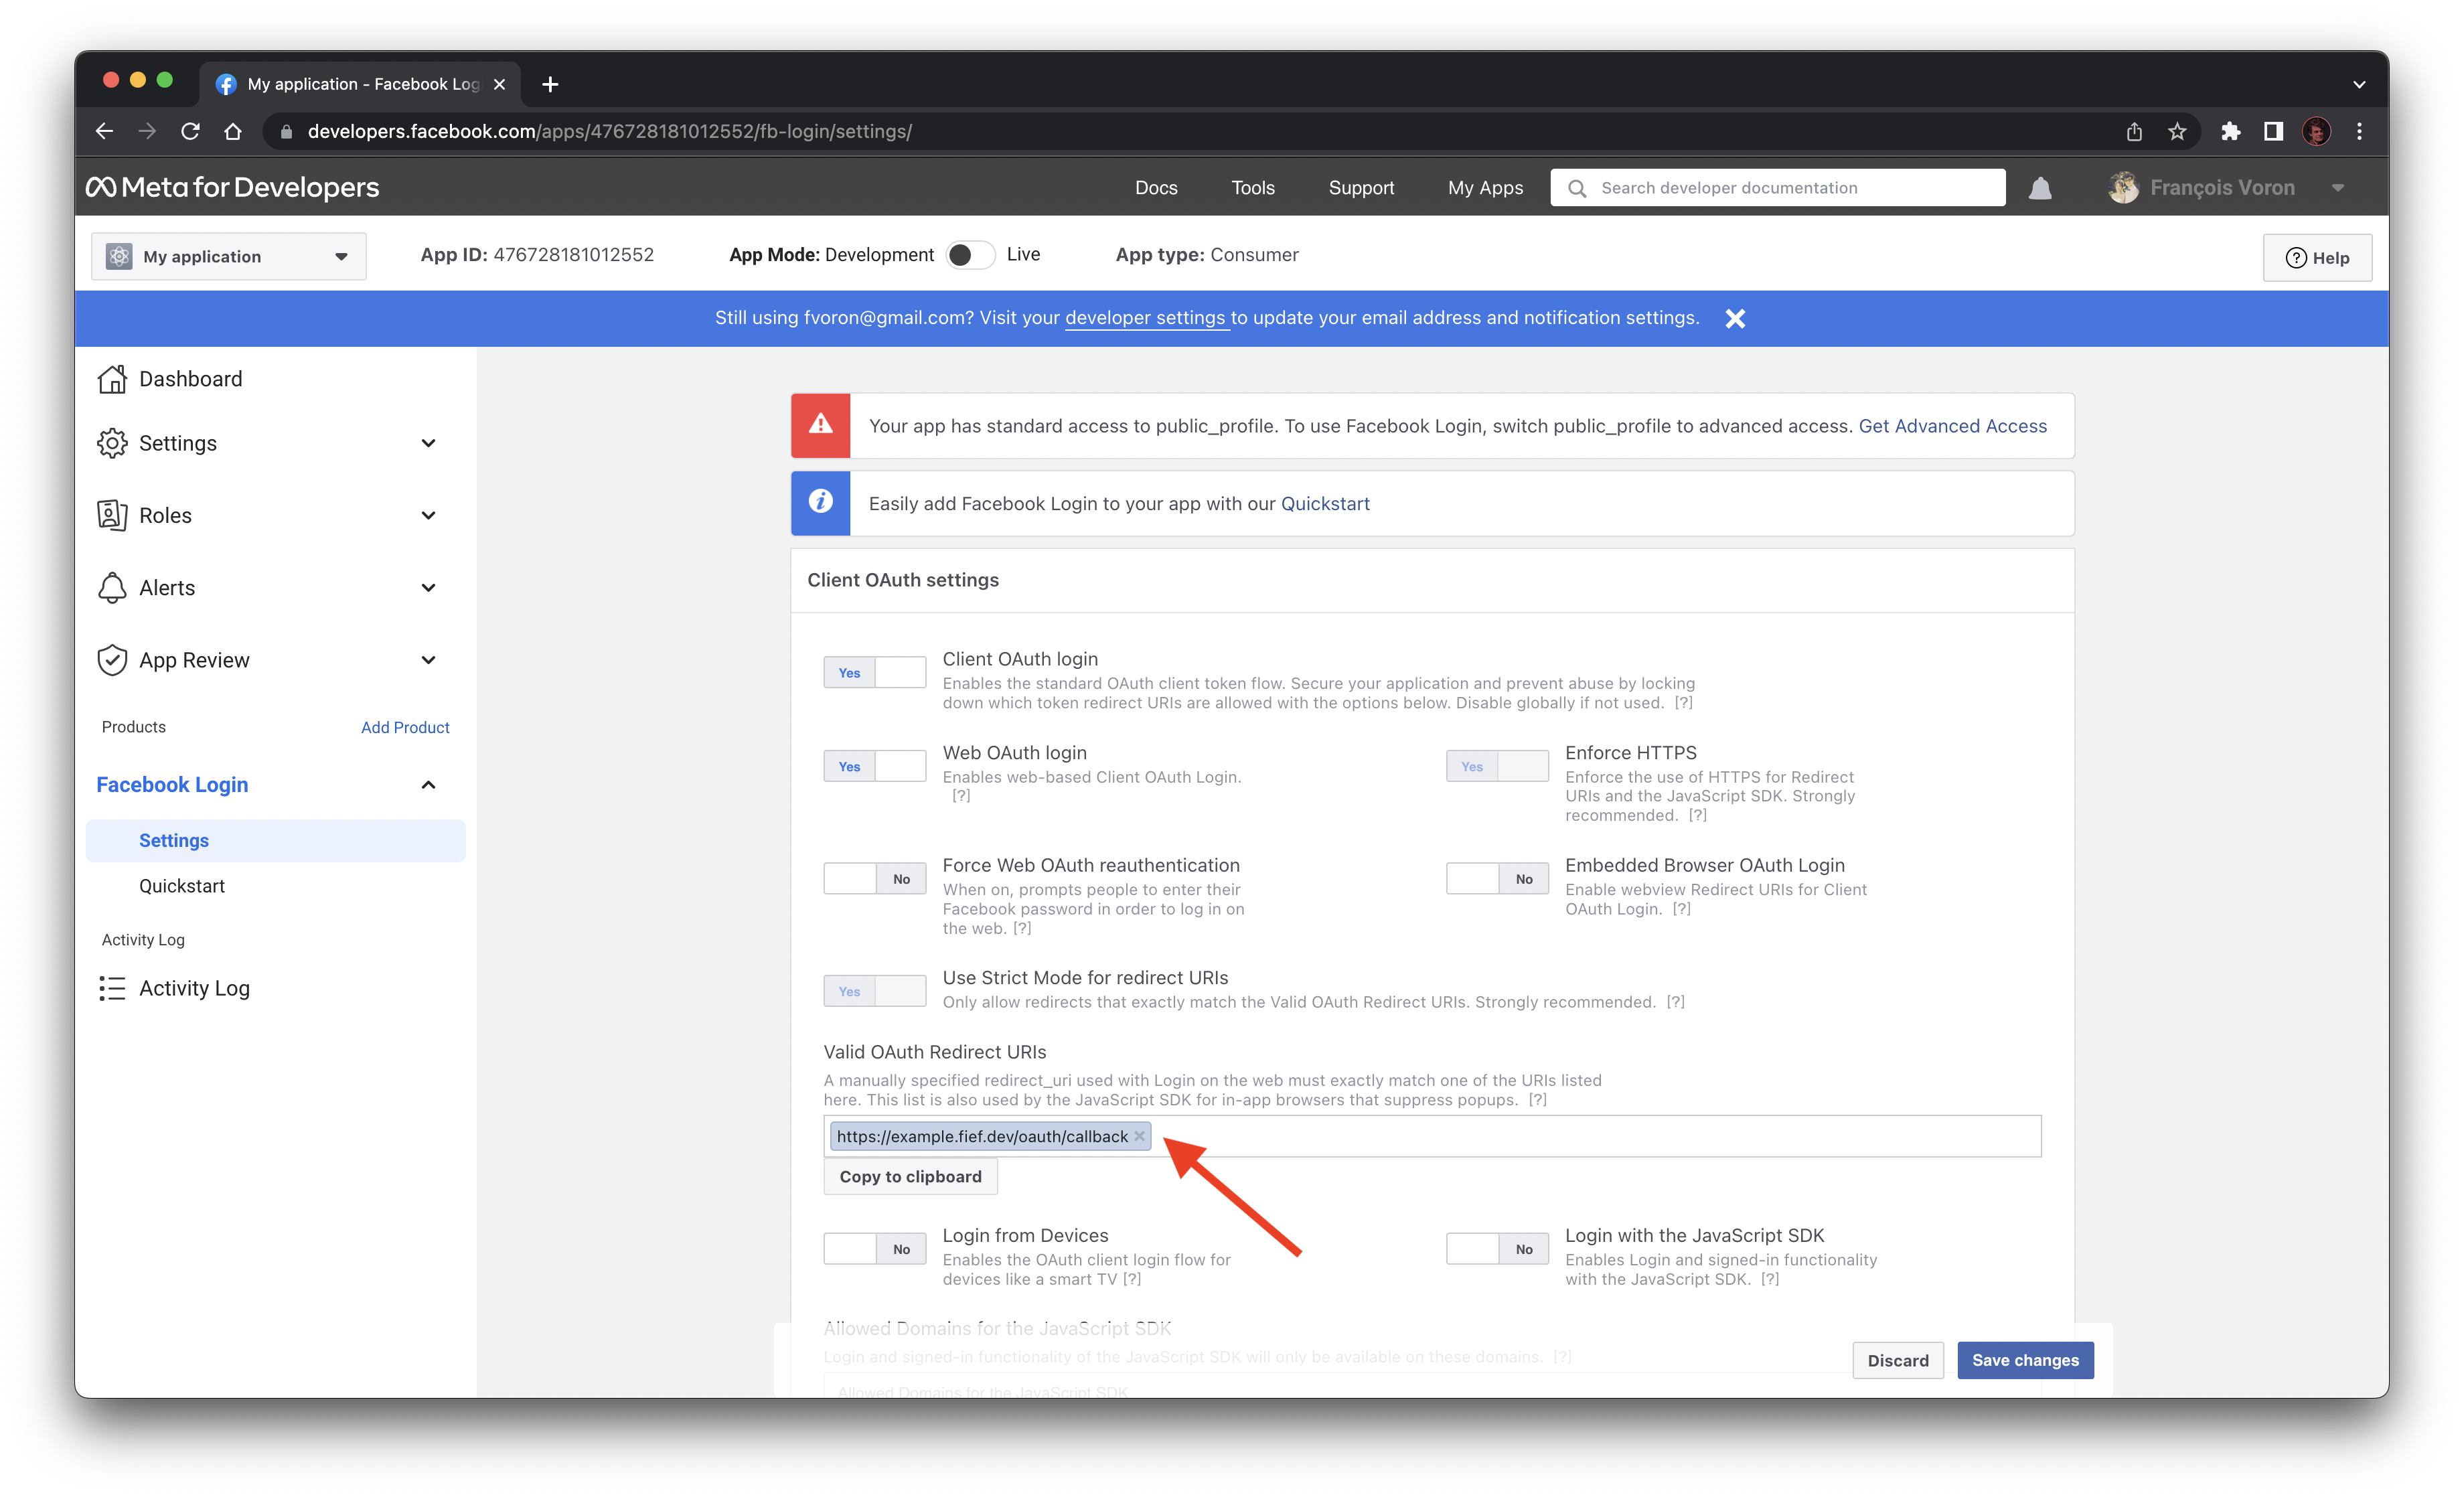 My application - Facebook Log
developers.facebook.com/apps/476728181012552/fb-login/settings/
Meta for Developers
Docs
Tools
Support
My Apps
Search developer documentation
François Voron
My application
App ID: 476728181012552
App Mode: Development
Live
App type: Consumer
Help
Still using fvoron@gmail.com? Visit your developer settings to update your email address and notification settings.
Dashboard
Settings
Roles
Alerts
App Review
Products
Add Product
Facebook Login
Settings
Quickstart
Activity Log
Activity Log
Your app has standard access to public_profile. To use Facebook Login, switch public_profile to advanced access. Get Advanced Access
Easily add Facebook Login to your app with our Quickstart
Client OAuth settings
Yes
Client OAuth login
Enables the standard OAuth client token flow. Secure your application and prevent abuse by locking
down which token redirect URIs are allowed with the options below. Disable globally if not used. [?]
Yes
Web OAuth login
Enables web-based Client OAuth Login.
[?]
Yes
Enforce HTTPS
Enforce the use of HTTPS for Redirect
URIs and the JavaScript SDK. Strongly
recommended. [?]
No
Force Web OAuth reauthentication
When on, prompts people to enter their
Facebook password in order to log in on
the web. [?]
No
Embedded Browser OAuth Login
Enable webview Redirect URIs for Client
OAuth Login. [?]
Yes
Use Strict Mode for redirect URIs
Only allow redirects that exactly match the Valid OAuth Redirect URIs. Strongly recommended. [?]
Valid OAuth Redirect URIs
A manually specified redirect_uri used with Login on the web must exactly match one of the URIs listed
here. This list is also used by the JavaScript SDK for in-app browsers that suppress popups. [?]
https://example.fief.dev/oauth/callback
Copy to clipboard
No
Login from Devices
Enables the OAuth client login flow for
devices like a smart TV [?]
No
Login with the JavaScript SDK
Enables Login and signed-in functionality
with the JavaScript SDK. [?]
Allowed Domains for the JavaScript SDK
Login and signed-in functionality of the JavaScript SDK will only be available on these domains. [?]
Allowed Domains for the JavaScript SDK
Discard
Save changes